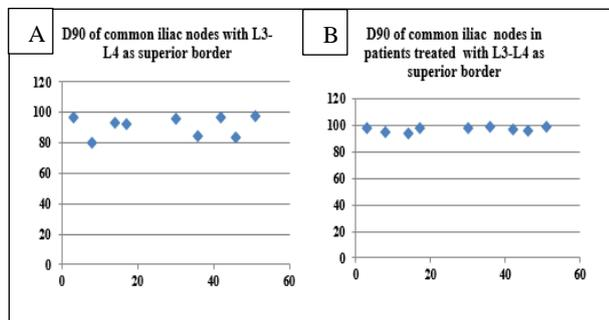 A
D90 of common iliac nodes with L3-
L4 as superior border
120
100
80
60
40
20
0
0 20 40 60
B
D90 of common iliac nodes in
patients treated with L3-L4 as
superior border
120
100
80
60
40
20
0
0 20 40 60